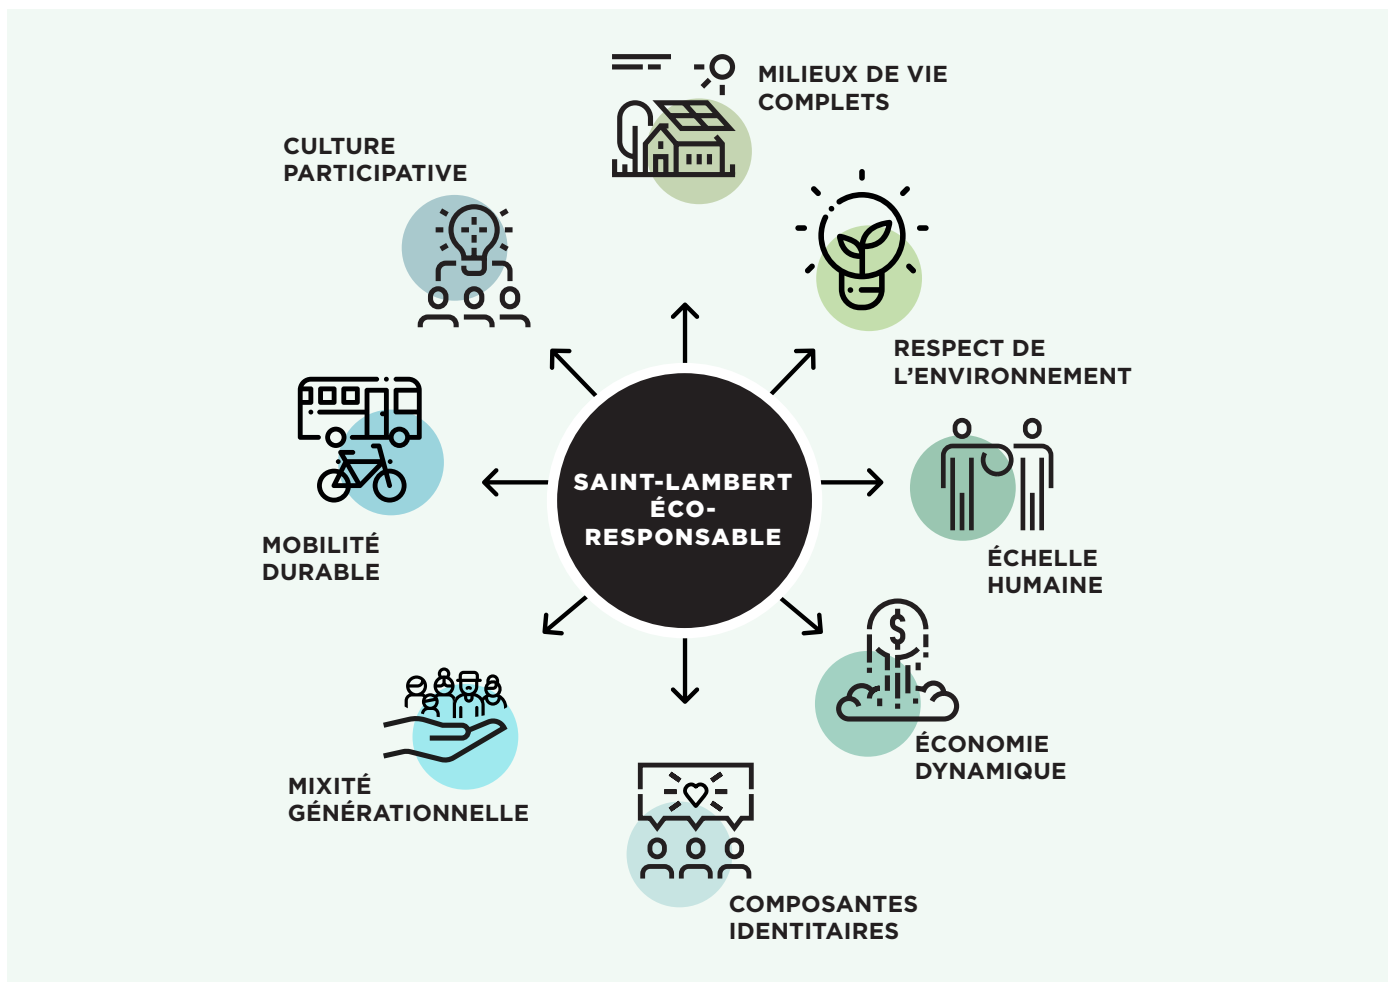 MILIEUX DE VIE
COMPLETS
CULTURE
PARTICIPATIVE
RESPECT DE
L’ENVIRONNEMENT
SAINT-LAMBERT
ÉCO-
RESPONSABLE
MOBILITÉ
DURABLE
ÉCHELLE
HUMAINE
$
ÉCONOMIE
DYNAMIQUE
MIXITÉ
GÉNÉRATIONNELLE
COMPOSANTES
IDENTITAIRES